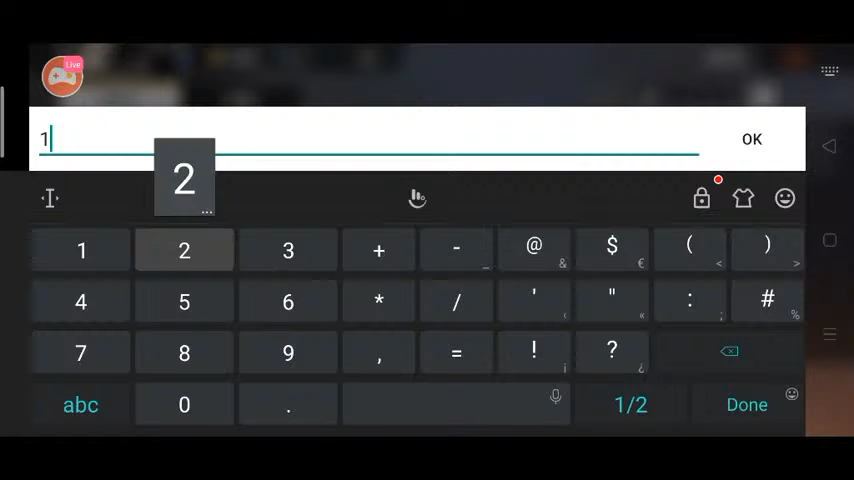 Live
1
OK
2
...
1 2 3 + - _ @ & $ € ( < ) >
4 5 6 * / ' ‹ " « : ; # %
7 8 9 , = ! ¡ ? ¿
abc 0 . 1/2 Done